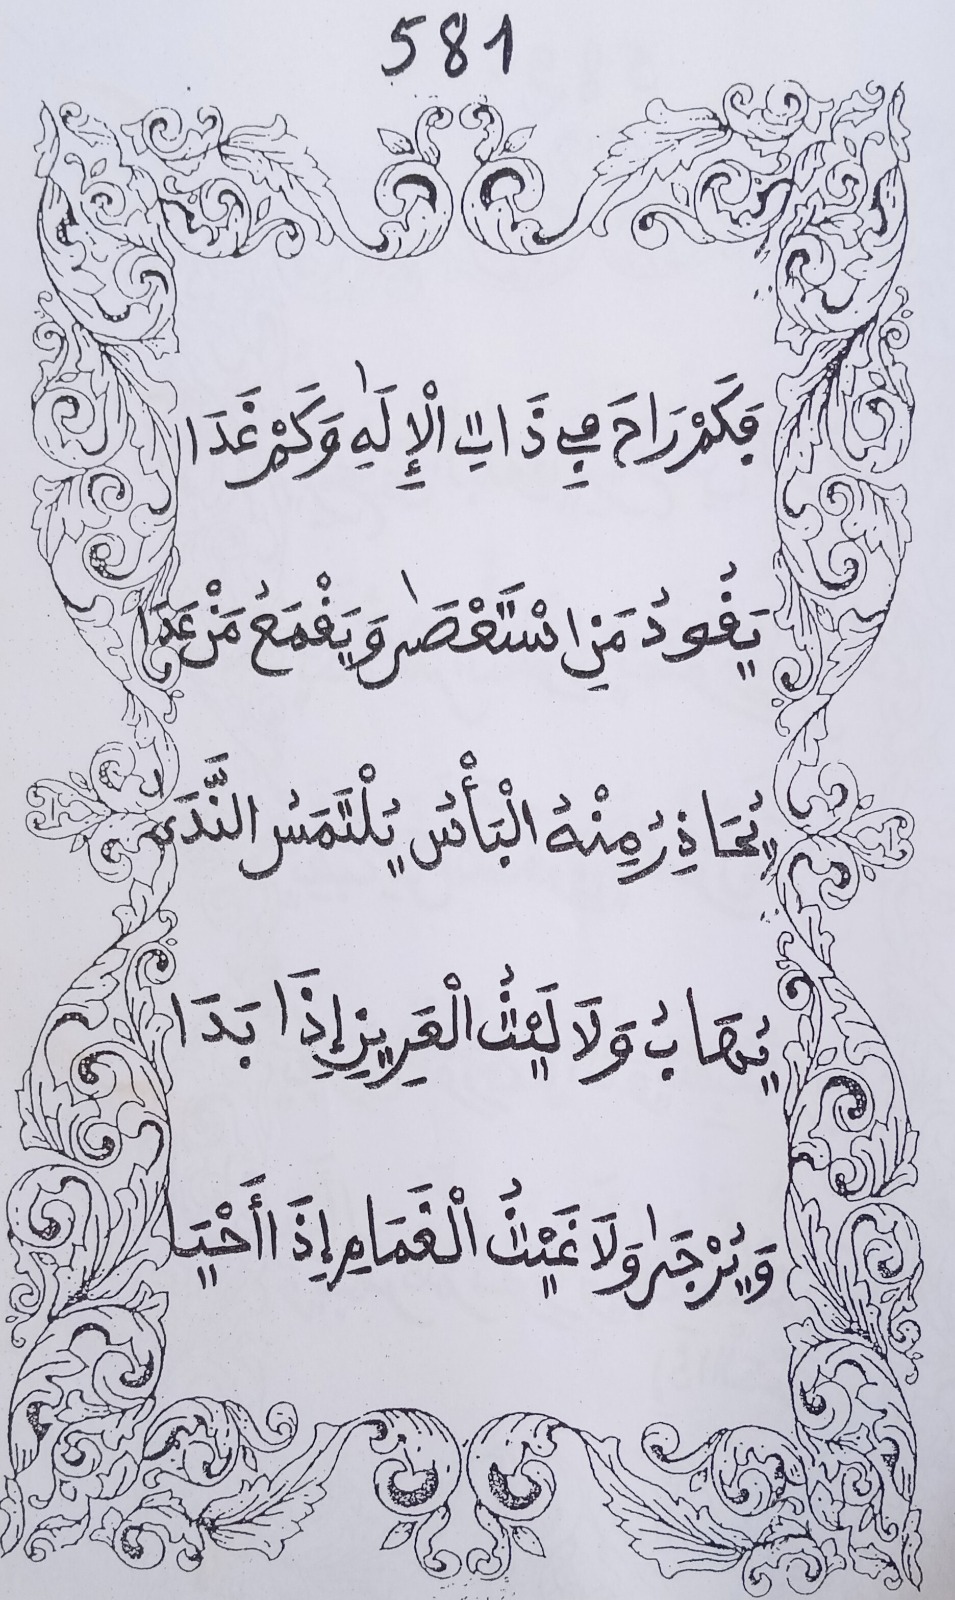 581
فَكَمْ رَاحَ فِي ذَاتِ الْإِلَٰهِ وَكَمْ غَدَا
يَقُودُ مَنِ اسْتَعْصَىٰ وَيَقْمَعُ مَنْ عَدَا
يُحَاذِرُ مِنْهُ الْبَأْسُ يُلْتَمَسُ النَّدَىٰ
يُهَابُ وَلَا لَيْثُ الْعَرِينِ إِذَا بَدَا
وَيُرْجَىٰ وَلَا غَيْثُ الْغَمَامِ إِذَا أَحْيَا